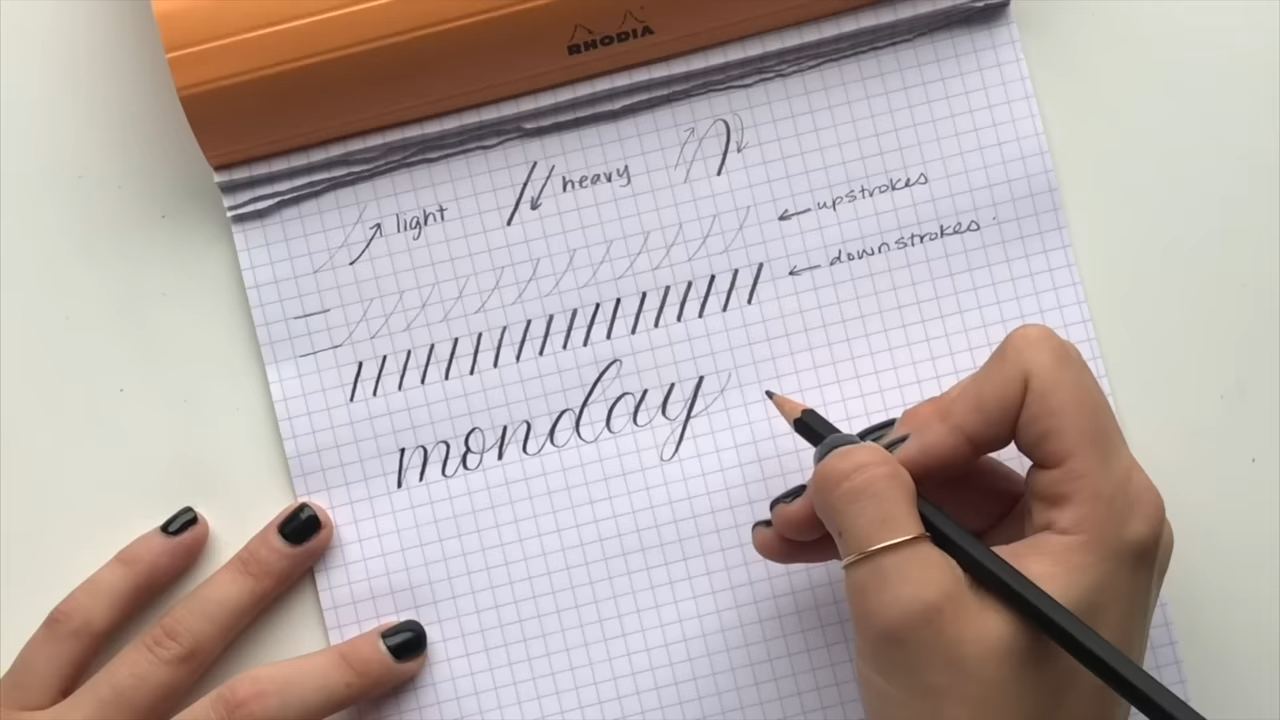 RHODIA
light heavy
← upstrokes
← downstrokes
monday